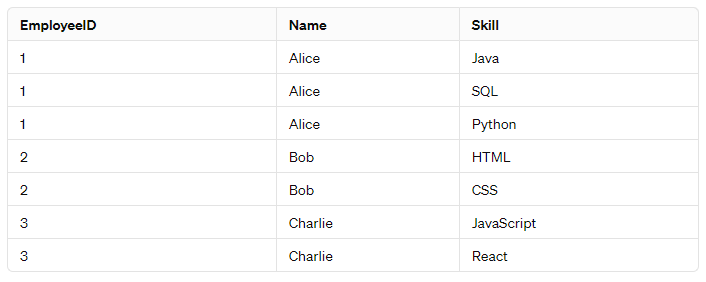 EmployeeID Name Skill
1 Alice Java
1 Alice SQL
1 Alice Python
2 Bob HTML
2 Bob CSS
3 Charlie JavaScript
3 Charlie React